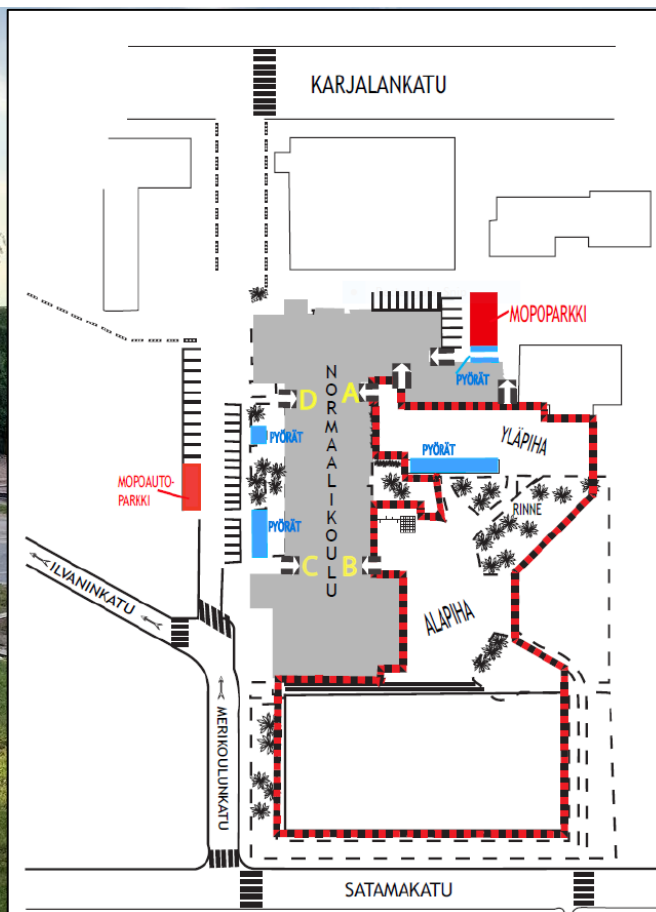 KARJALANKATU
MOPOPARKKI
PYÖRÄT
NORMAALIKOULU
D A
YLÄPIHA
PYÖRÄT
PYÖRÄT
MOPOAUTO-
PARKKI
RINNE
PYÖRÄT
C B
ILVANINKATU
ALAPIHA
MERIKOULUNKATU
SATAMAKATU